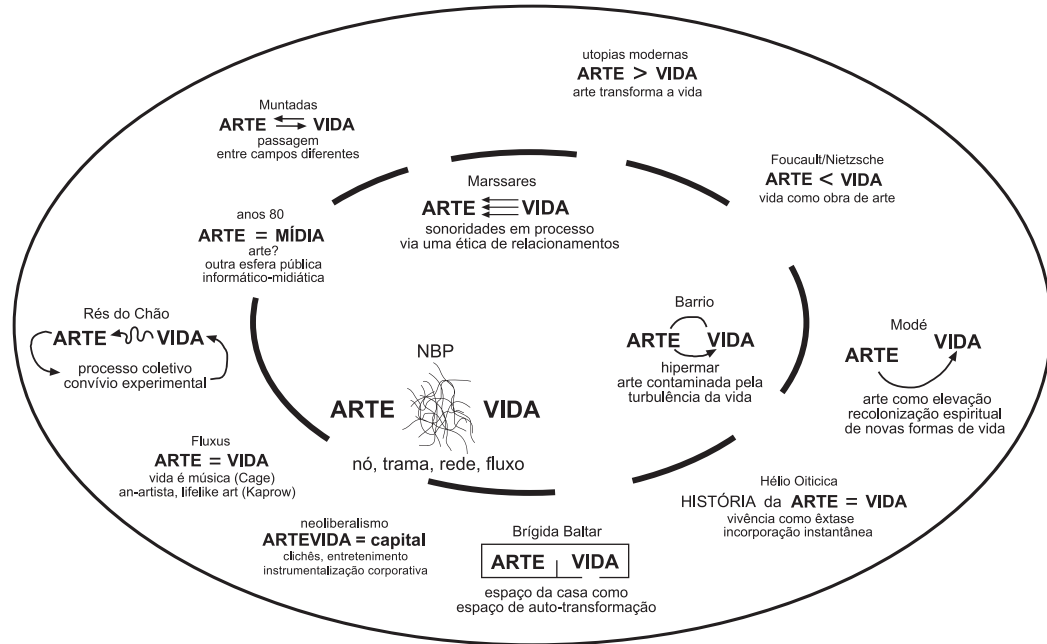 utopias modernas
ARTE > VIDA
arte transforma a vida
Muntadas
ARTE VIDA
passagem
entre campos diferentes
Foucault/Nietzsche
ARTE < VIDA
vida como obra de arte
Marssares
ARTE VIDA
sonoridades em processo
via uma ética de relacionamentos
anos 80
ARTE = MÍDIA
arte?
outra esfera pública
informático-midiática
Rés do Chão
ARTE VIDA
processo coletivo
convívio experimental
Barrio
ARTE VIDA
hipermar
arte contaminada pela
turbulência da vida
Modé
ARTE VIDA
arte como elevação
recolonização espiritual
de novas formas de vida
NBP
ARTE VIDA
nó, trama, rede, fluxo
Fluxus
ARTE = VIDA
vida é música (Cage)
an-artista, lifelike art (Kaprow)
Hélio Oiticica
HISTÓRIA da ARTE = VIDA
vivência como êxtase
incorporação instantânea
neoliberalismo
ARTEVIDA = capital
clichês, entretenimento
instrumentalização corporativa
Brígida Baltar
ARTE VIDA
espaço da casa como
espaço de auto-transformação